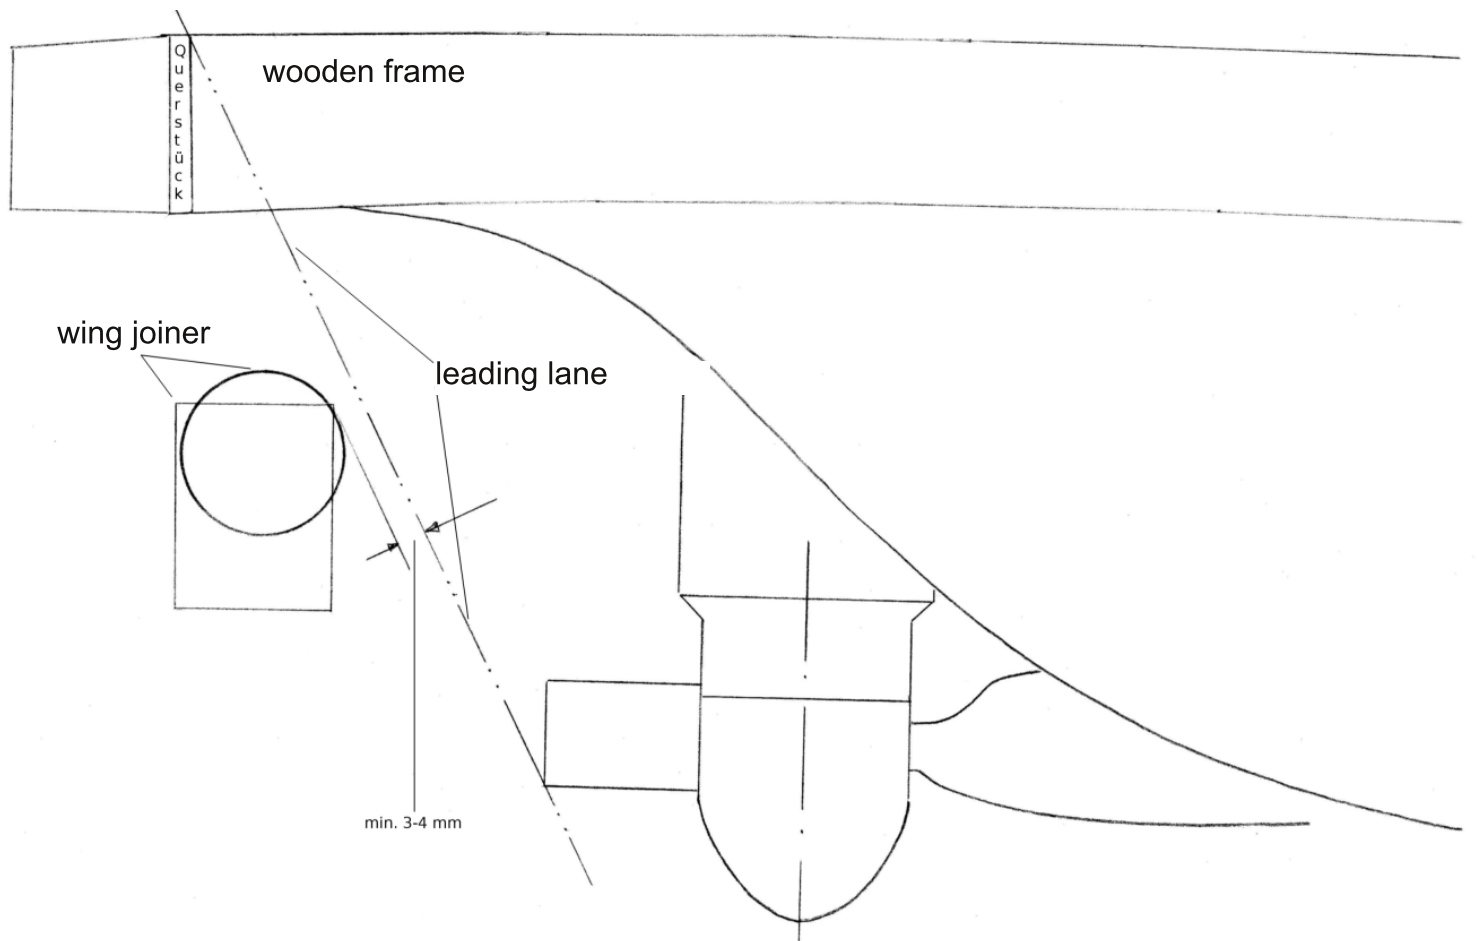 Querstück
wooden frame
wing joiner
leading lane
min. 3-4 mm